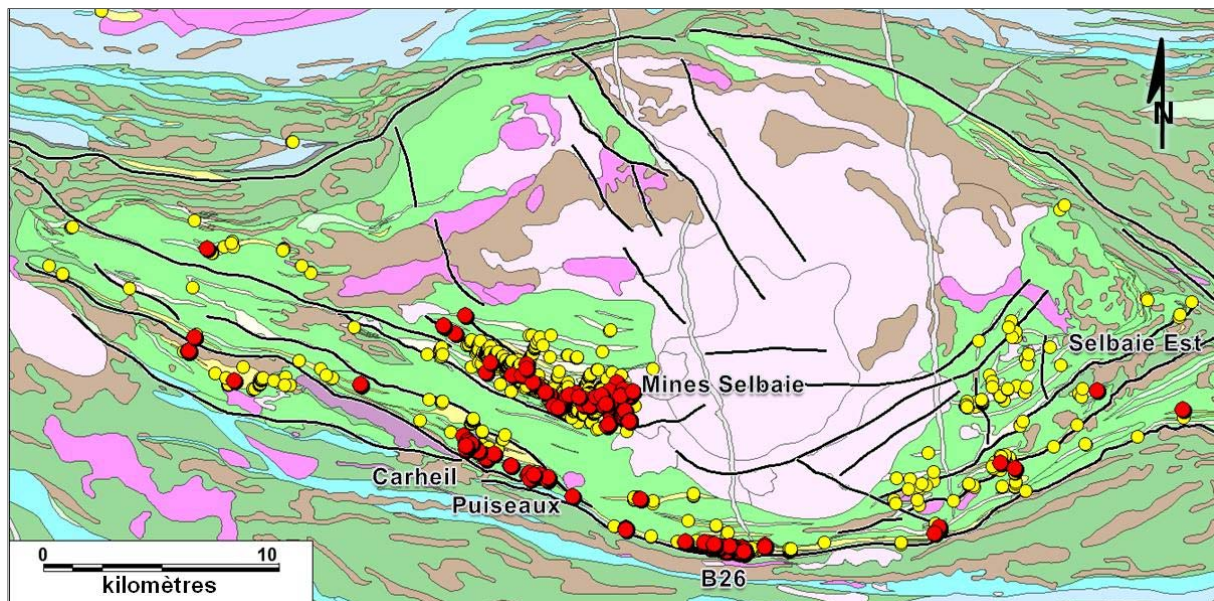 N
Selbaie Est
Mines Selbaie
Carheil
Puiseaux
B26
0 10
kilomètres